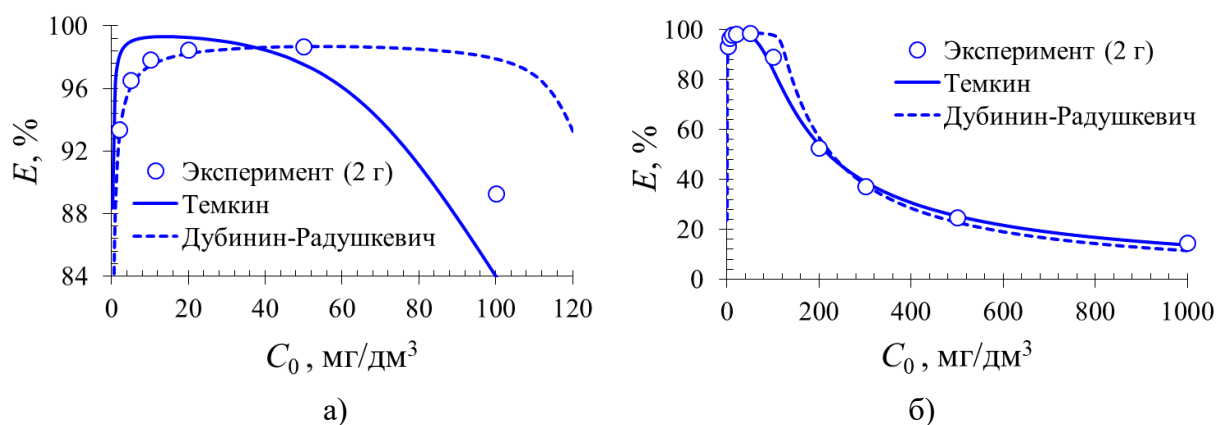 E, %
100
96
92
88
84
Эксперимент (2 г)
Темкин
Дубинин-Радушкевич
0 20 40 60 80 100 120
C0 , мг/дм³
а)
E, %
100
80
60
40
20
0
Эксперимент (2 г)
Темкин
Дубинин-Радушкевич
0 200 400 600 800 1000
C0 , мг/дм³
б)